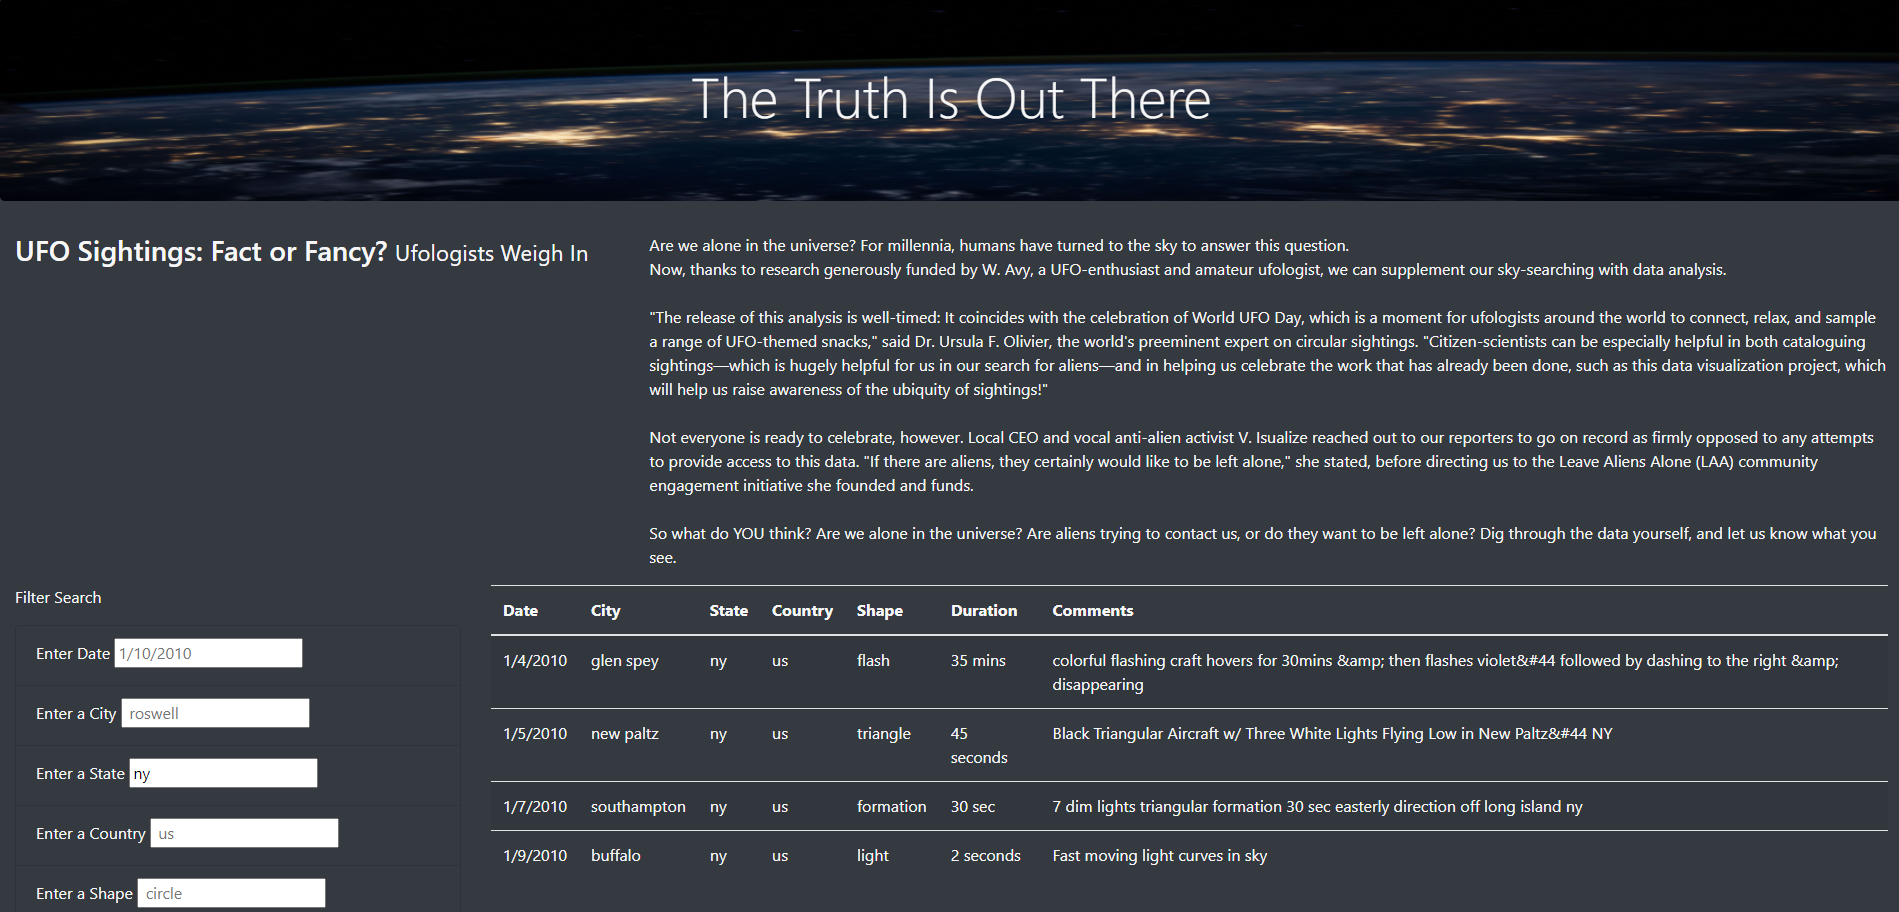 The Truth Is Out There
UFO Sightings: Fact or Fancy? Ufologists Weigh In
Are we alone in the universe? For millennia, humans have turned to the sky to answer this question.
Now, thanks to research generously funded by W. Avy, a UFO-enthusiast and amateur ufologist, we can supplement our sky-searching with data analysis.
"The release of this analysis is well-timed: It coincides with the celebration of World UFO Day, which is a moment for ufologists around the world to connect, relax, and sample
a range of UFO-themed snacks," said Dr. Ursula F. Olivier, the world's preeminent expert on circular sightings. "Citizen-scientists can be especially helpful in both cataloguing
sightings—which is hugely helpful for us in our search for aliens—and in helping us celebrate the work that has already been done, such as this data visualization project, which
will help us raise awareness of the ubiquity of sightings!"
Not everyone is ready to celebrate, however. Local CEO and vocal anti-alien activist V. Isualize reached out to our reporters to go on record as firmly opposed to any attempts
to provide access to this data. "If there are aliens, they certainly would like to be left alone," she stated, before directing us to the Leave Aliens Alone (LAA) community
engagement initiative she founded and funds.
So what do YOU think? Are we alone in the universe? Are aliens trying to contact us, or do they want to be left alone? Dig through the data yourself, and let us know what you
see.
Filter Search
Enter Date 1/10/2010
Enter a City roswell
Enter a State ny
Enter a Country us
Enter a Shape circle
Date City State Country Shape Duration Comments
1/4/2010 glen spey ny us flash 35 mins colorful flashing craft hovers for 30mins &amp; then flashes violet&#44 followed by dashing to the right &amp;
disappearing
1/5/2010 new paltz ny us triangle 45 Black Triangular Aircraft w/ Three White Lights Flying Low in New Paltz&#44 NY
seconds
1/7/2010 southampton ny us formation 30 sec 7 dim lights triangular formation 30 sec easterly direction off long island ny
1/9/2010 buffalo ny us light 2 seconds Fast moving light curves in sky